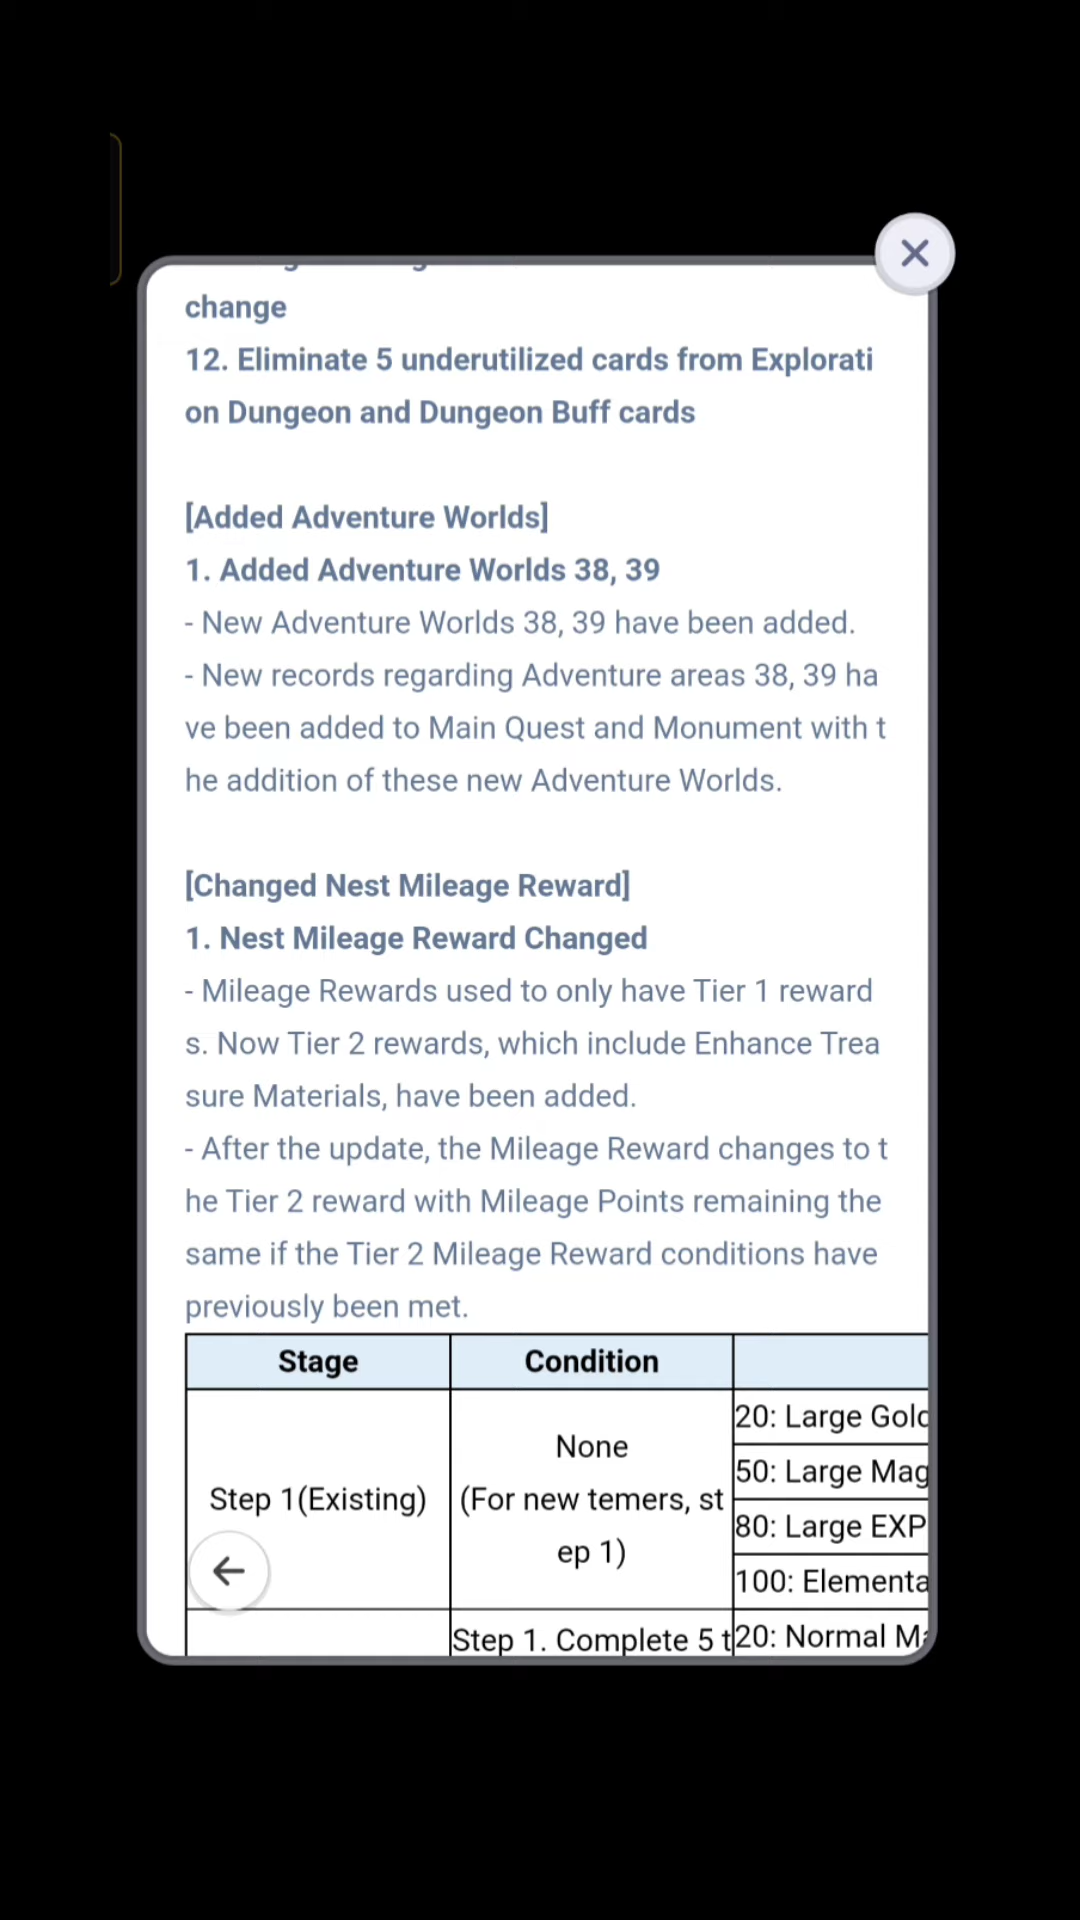 change
12. Eliminate 5 underutilized cards from Explorati
on Dungeon and Dungeon Buff cards
[Added Adventure Worlds]
1. Added Adventure Worlds 38, 39
- New Adventure Worlds 38, 39 have been added.
- New records regarding Adventure areas 38, 39 ha
ve been added to Main Quest and Monument with t
he addition of these new Adventure Worlds.
[Changed Nest Mileage Reward]
1. Nest Mileage Reward Changed
- Mileage Rewards used to only have Tier 1 reward
s. Now Tier 2 rewards, which include Enhance Trea
sure Materials, have been added.
- After the update, the Mileage Reward changes to t
he Tier 2 reward with Mileage Points remaining the
same if the Tier 2 Mileage Reward conditions have
previously been met.
Stage
Condition
Step 1(Existing)
None
(For new temers, st
ep 1)
20: Large Gold
50: Large Mag
80: Large EXP
100: Elementa
Step 1. Complete 5 t
20: Normal Ma